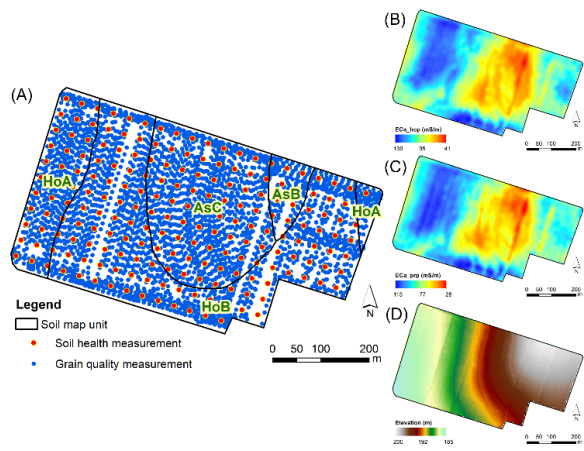 (A)
HoA
AsC
AsB
HoA
HoB
Legend
Soil map unit
Soil health measurement
Grain quality measurement
N
0 50 100 200
m
(B)
ECa_hcp (mS/m)
138 95 41
N
0 50 100 200
m
(C)
ECa_prp (mS/m)
113 77 28
N
0 50 100 200
m
(D)
Elevation (m)
200 192 185
N
0 50 100 200
m